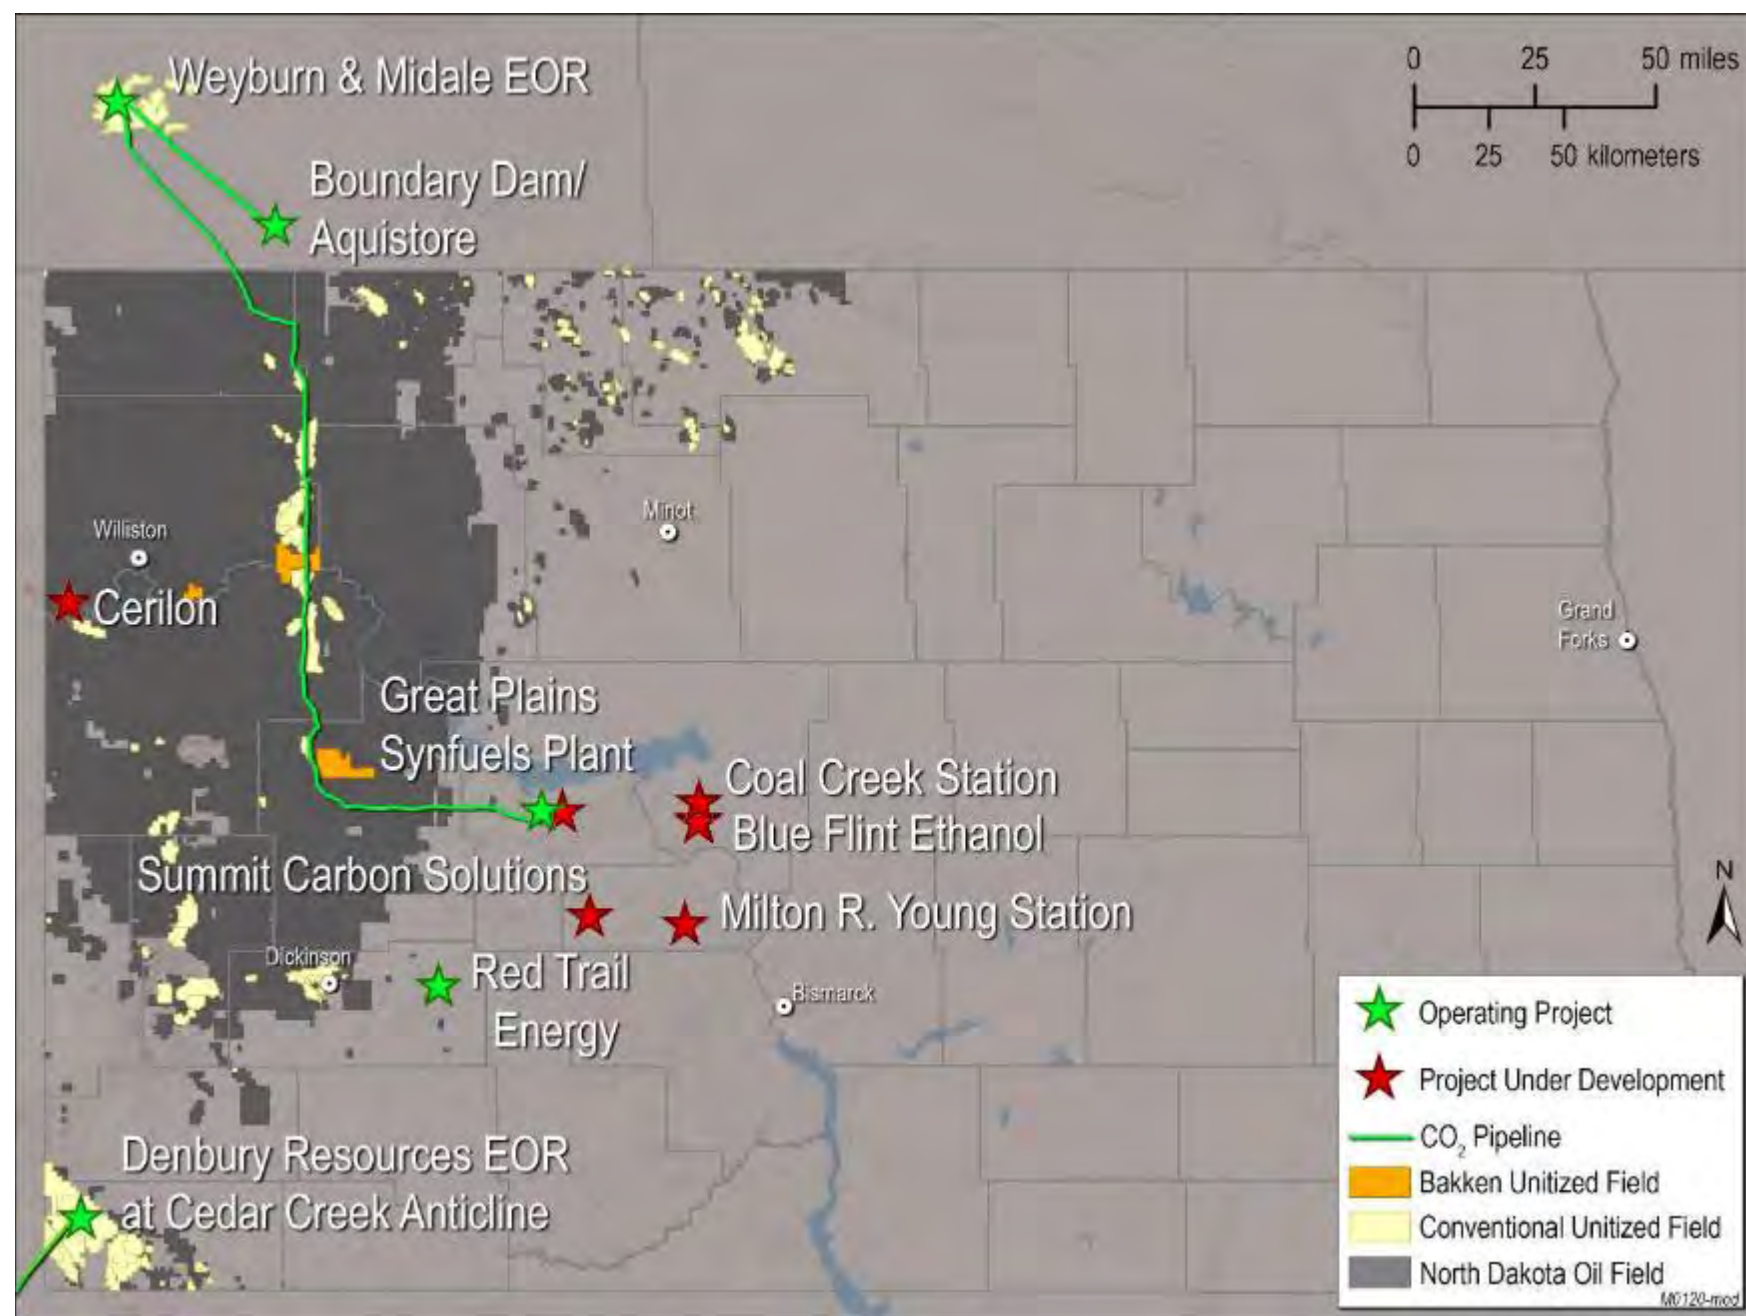 Weyburn & Midale EOR
0 25 50 miles
0 25 50 kilometers
Boundary Dam/
Aquistore
Williston
Minot
Cerilon
Grand
Forks
Great Plains
Synfuels Plant
Coal Creek Station
Blue Flint Ethanol
Summit Carbon Solutions
Milton R. Young Station
N
Dickinson
Red Trail
Energy
Bismarck
Denbury Resources EOR
at Cedar Creek Anticline
Operating Project
Project Under Development
CO₂ Pipeline
Bakken Unitized Field
Conventional Unitized Field
North Dakota Oil Field
M0120-mod